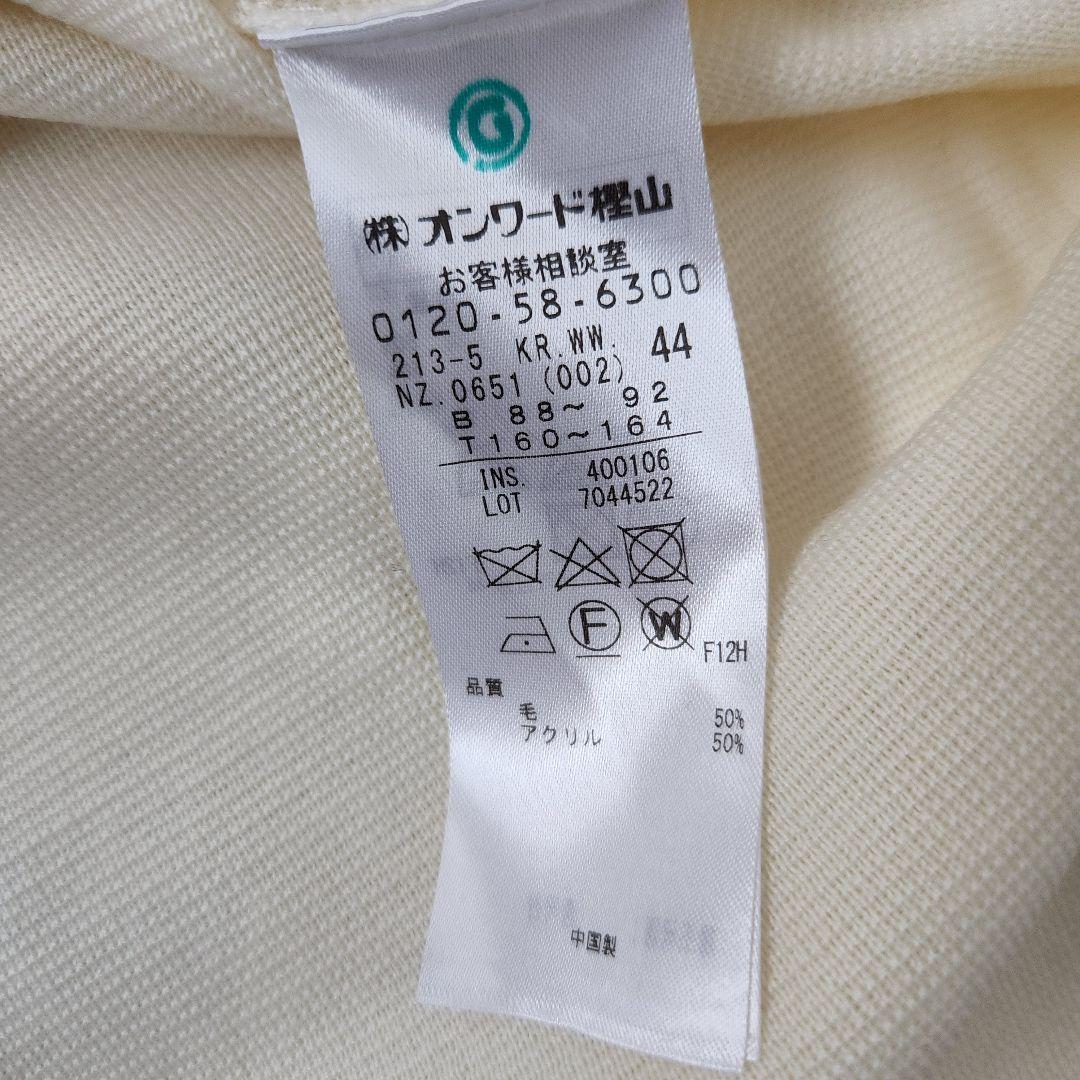 G
(株)オンワード樫山
お客様相談室
0120-58-6300
213-5 KR.WW. 44
NZ.0651 (002)
B 88〜 92
T160〜164
INS. 400106
LOT 7044522
F W
F12H
品質
毛 50%
アクリル 50%
中国製